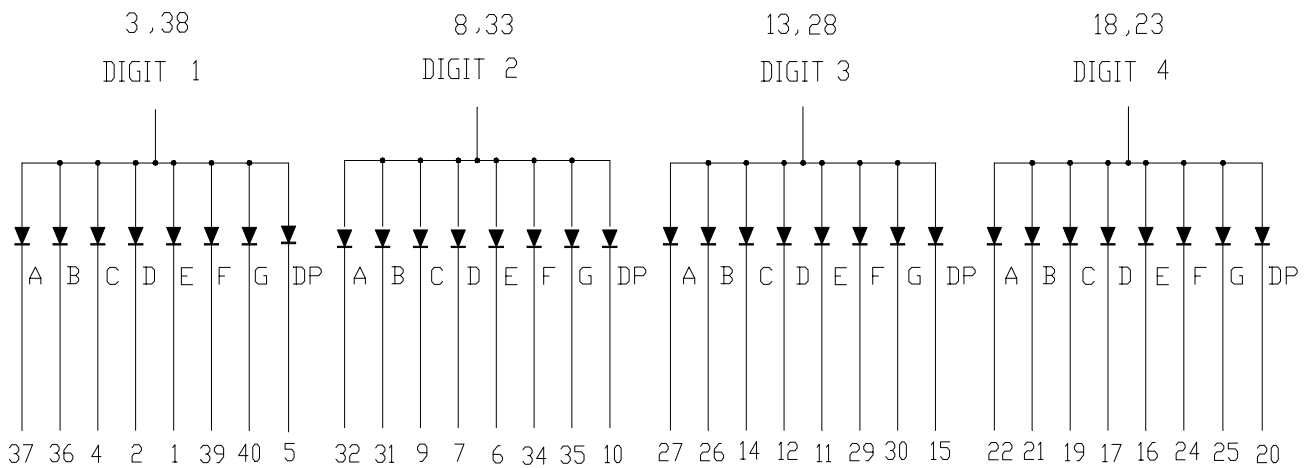 3,38 8,33 13,28 18,23
DIGIT 1 DIGIT 2 DIGIT 3 DIGIT 4
A B C D E F G DP A B C D E F G DP A B C D E F G DP A B C D E F G DP
37 36 4 2 1 39 40 5 32 31 9 7 6 34 35 10 27 26 14 12 11 29 30 15 22 21 19 17 16 24 25 20